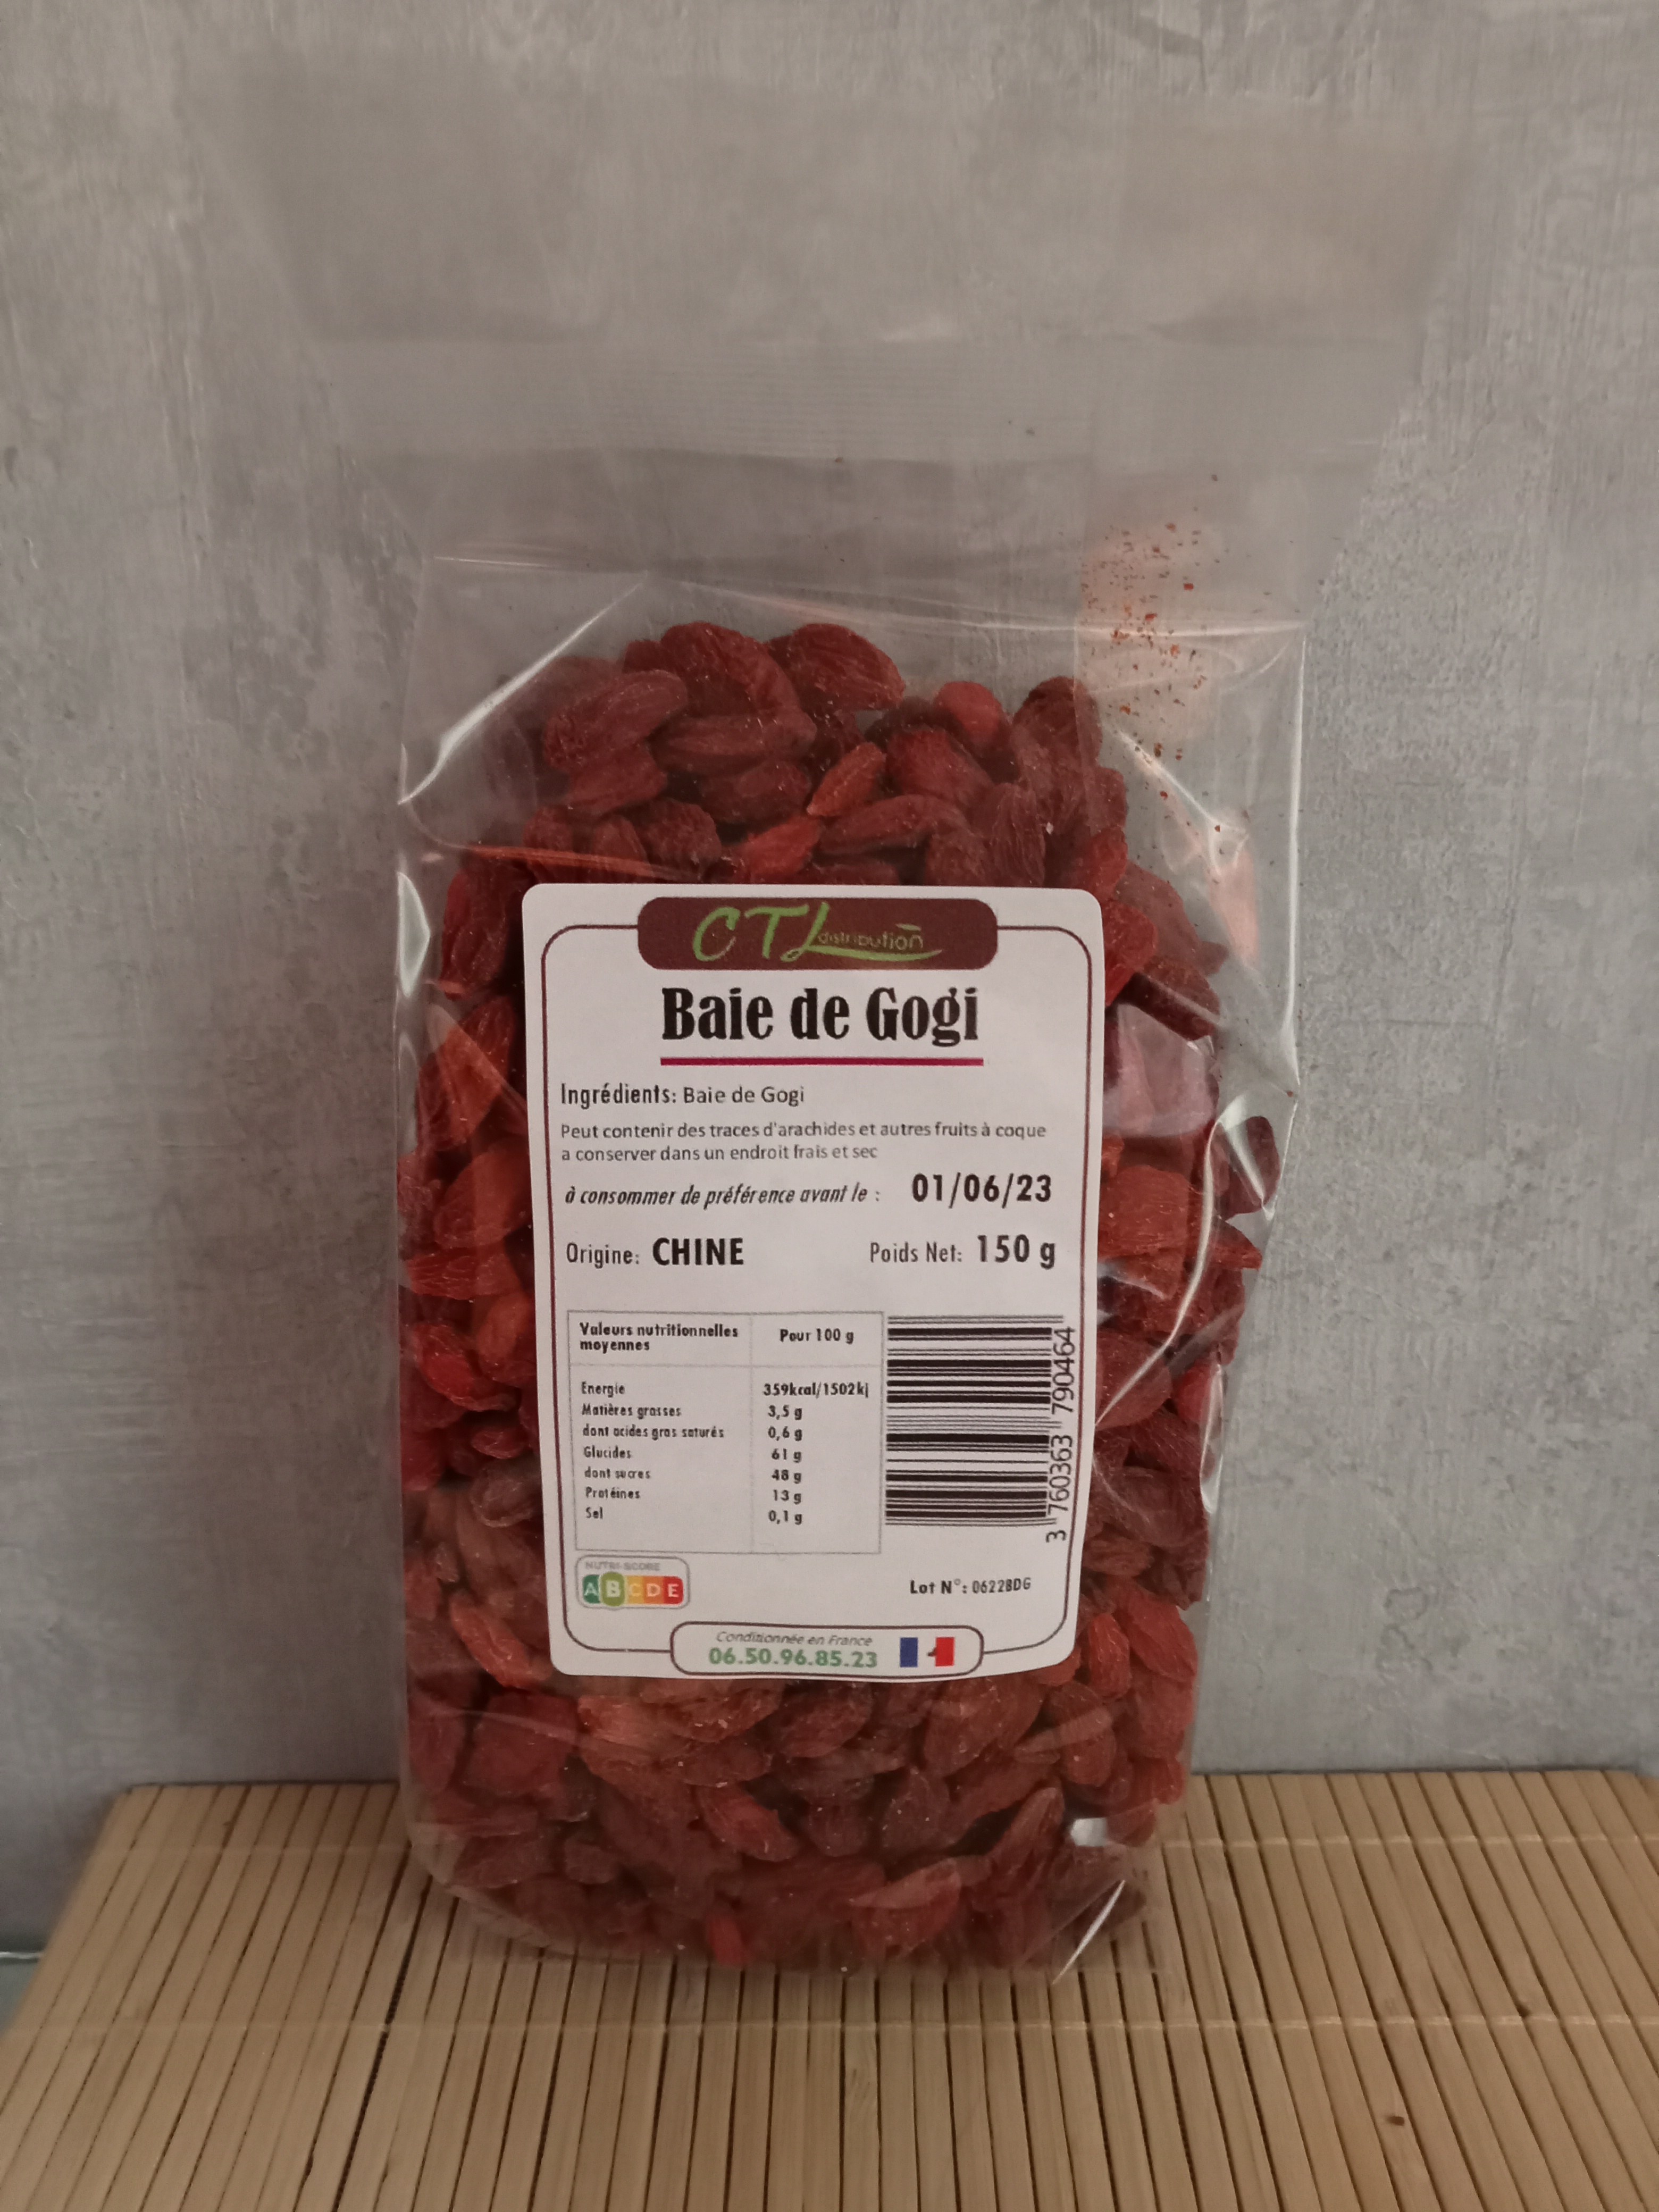 CTL distribution
Baie de Gogi
Ingrédients: Baie de Gogi
Peut contenir des traces d'arachides et autres fruits à coque
a conserver dans un endroit frais et sec
à consommer de préférence avant le : 01/06/23
Origine: CHINE Poids Net: 150 g
Valeurs nutritionnelles moyennes Pour 100 g
Energie 359kcal/1502kj
Matières grasses 3,5 g
dont acides gras saturés 0,6 g
Glucides 61 g
dont sucres 48 g
Protéines 13 g
Sel 0,1 g
3 760363 790464
NUTRI-SCORE
A B C D E
Lot N°: 0622BDG
Conditionnée en France
06.50.96.85.23